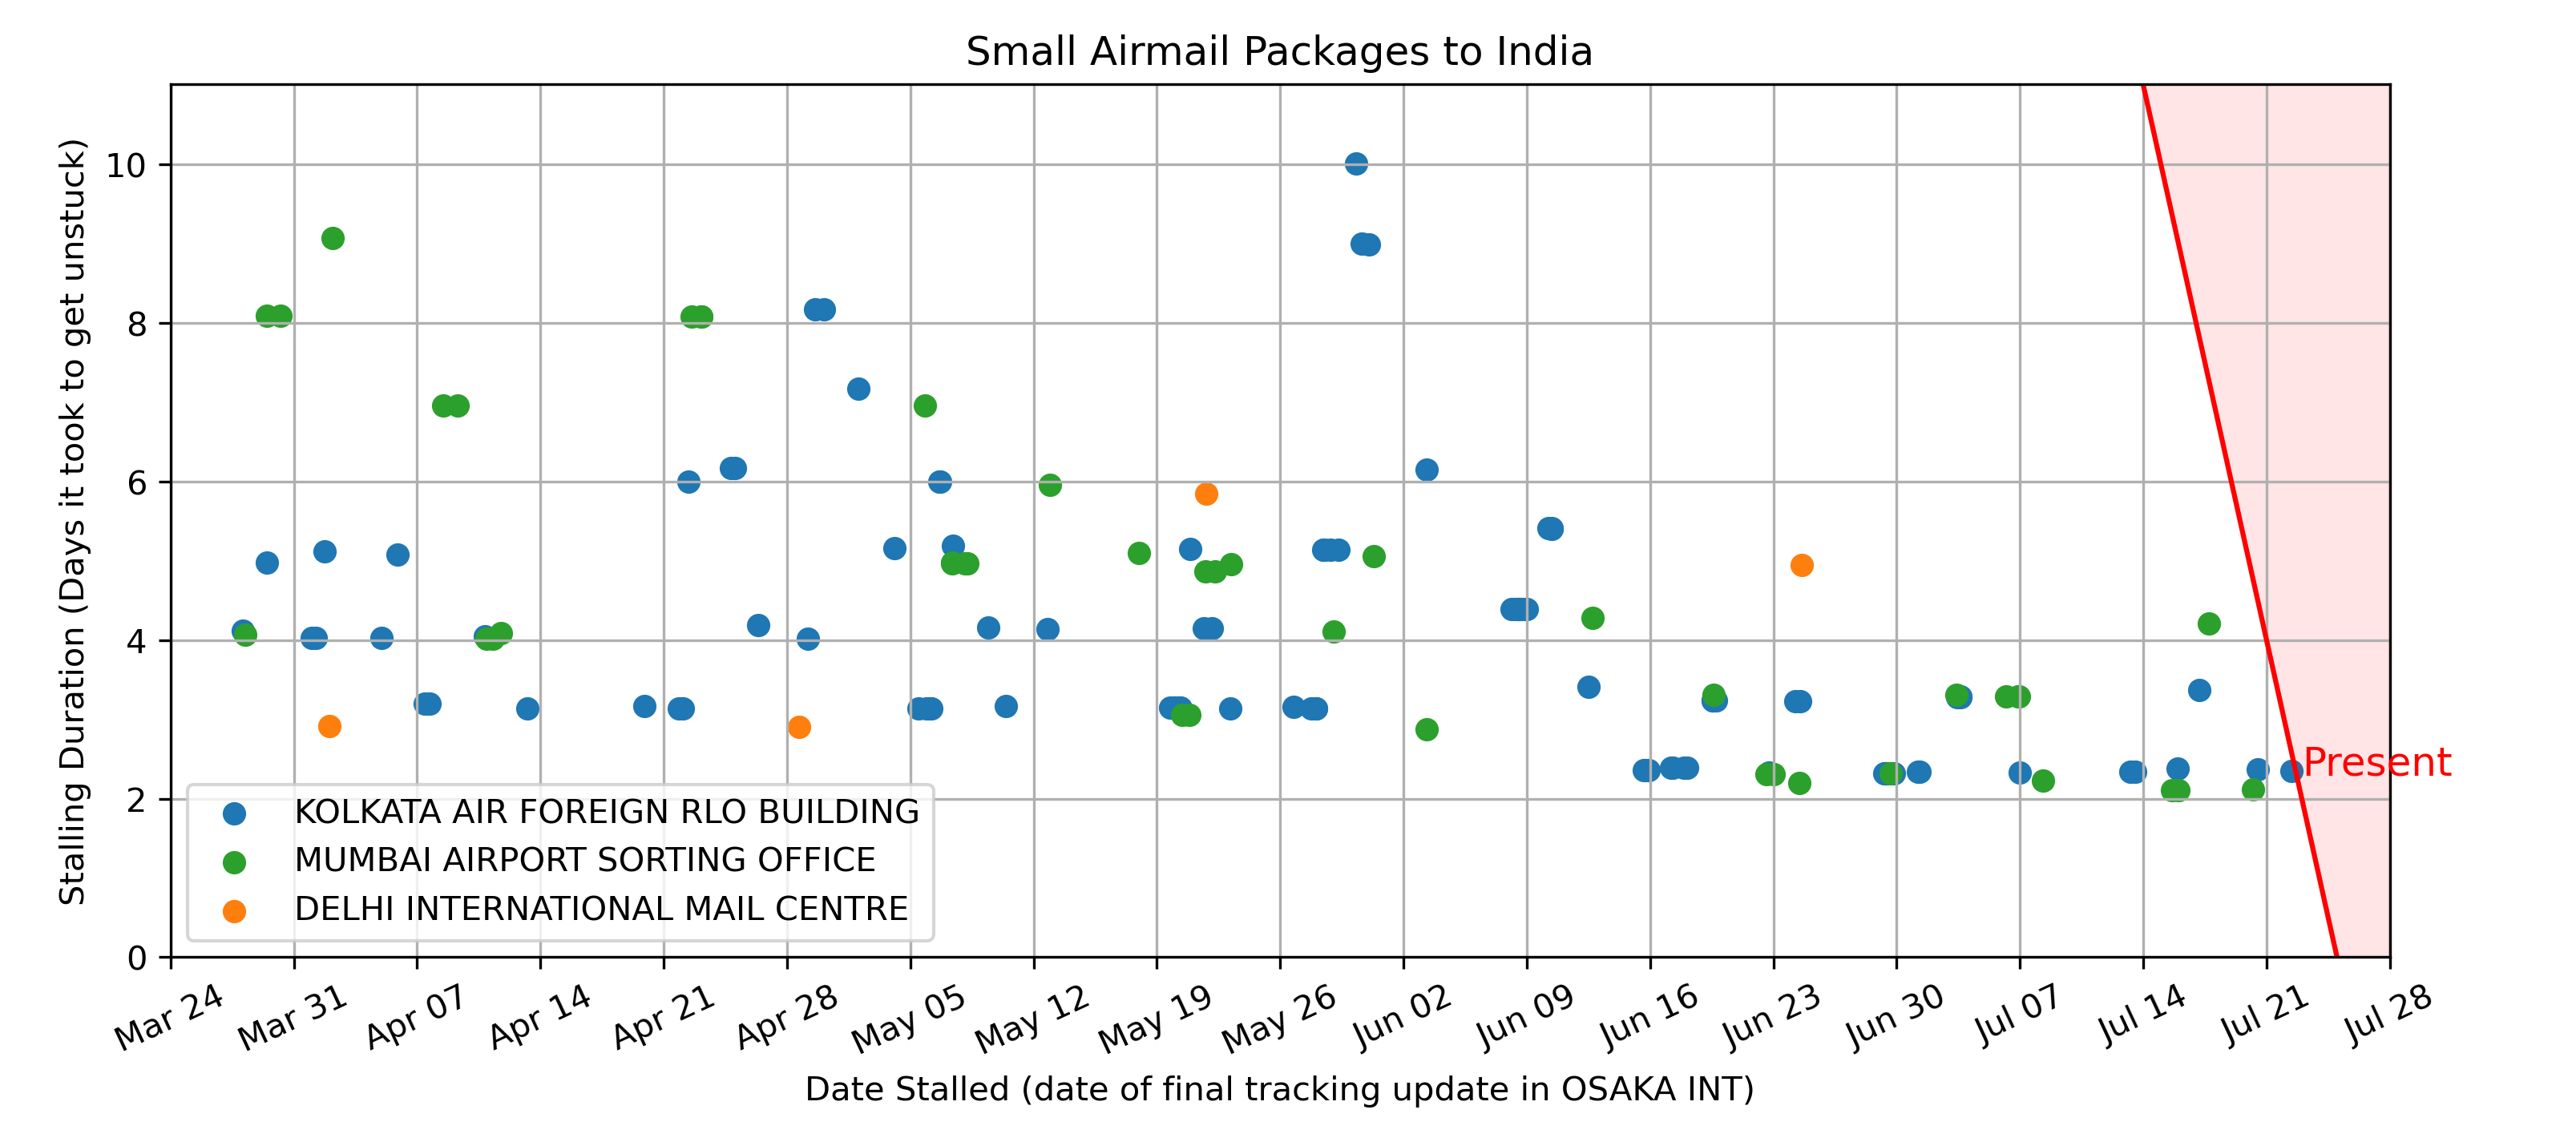 Small Airmail Packages to India
Stalling Duration (Days it took to get unstuck)
10
8
6
4
2
0
Present
KOLKATA AIR FOREIGN RLO BUILDING
MUMBAI AIRPORT SORTING OFFICE
DELHI INTERNATIONAL MAIL CENTRE
Mar 24
Mar 31
Apr 07
Apr 14
Apr 21
Apr 28
May 05
May 12
May 19
May 26
Jun 02
Jun 09
Jun 16
Jun 23
Jun 30
Jul 07
Jul 14
Jul 21
Jul 28
Date Stalled (date of final tracking update in OSAKA INT)